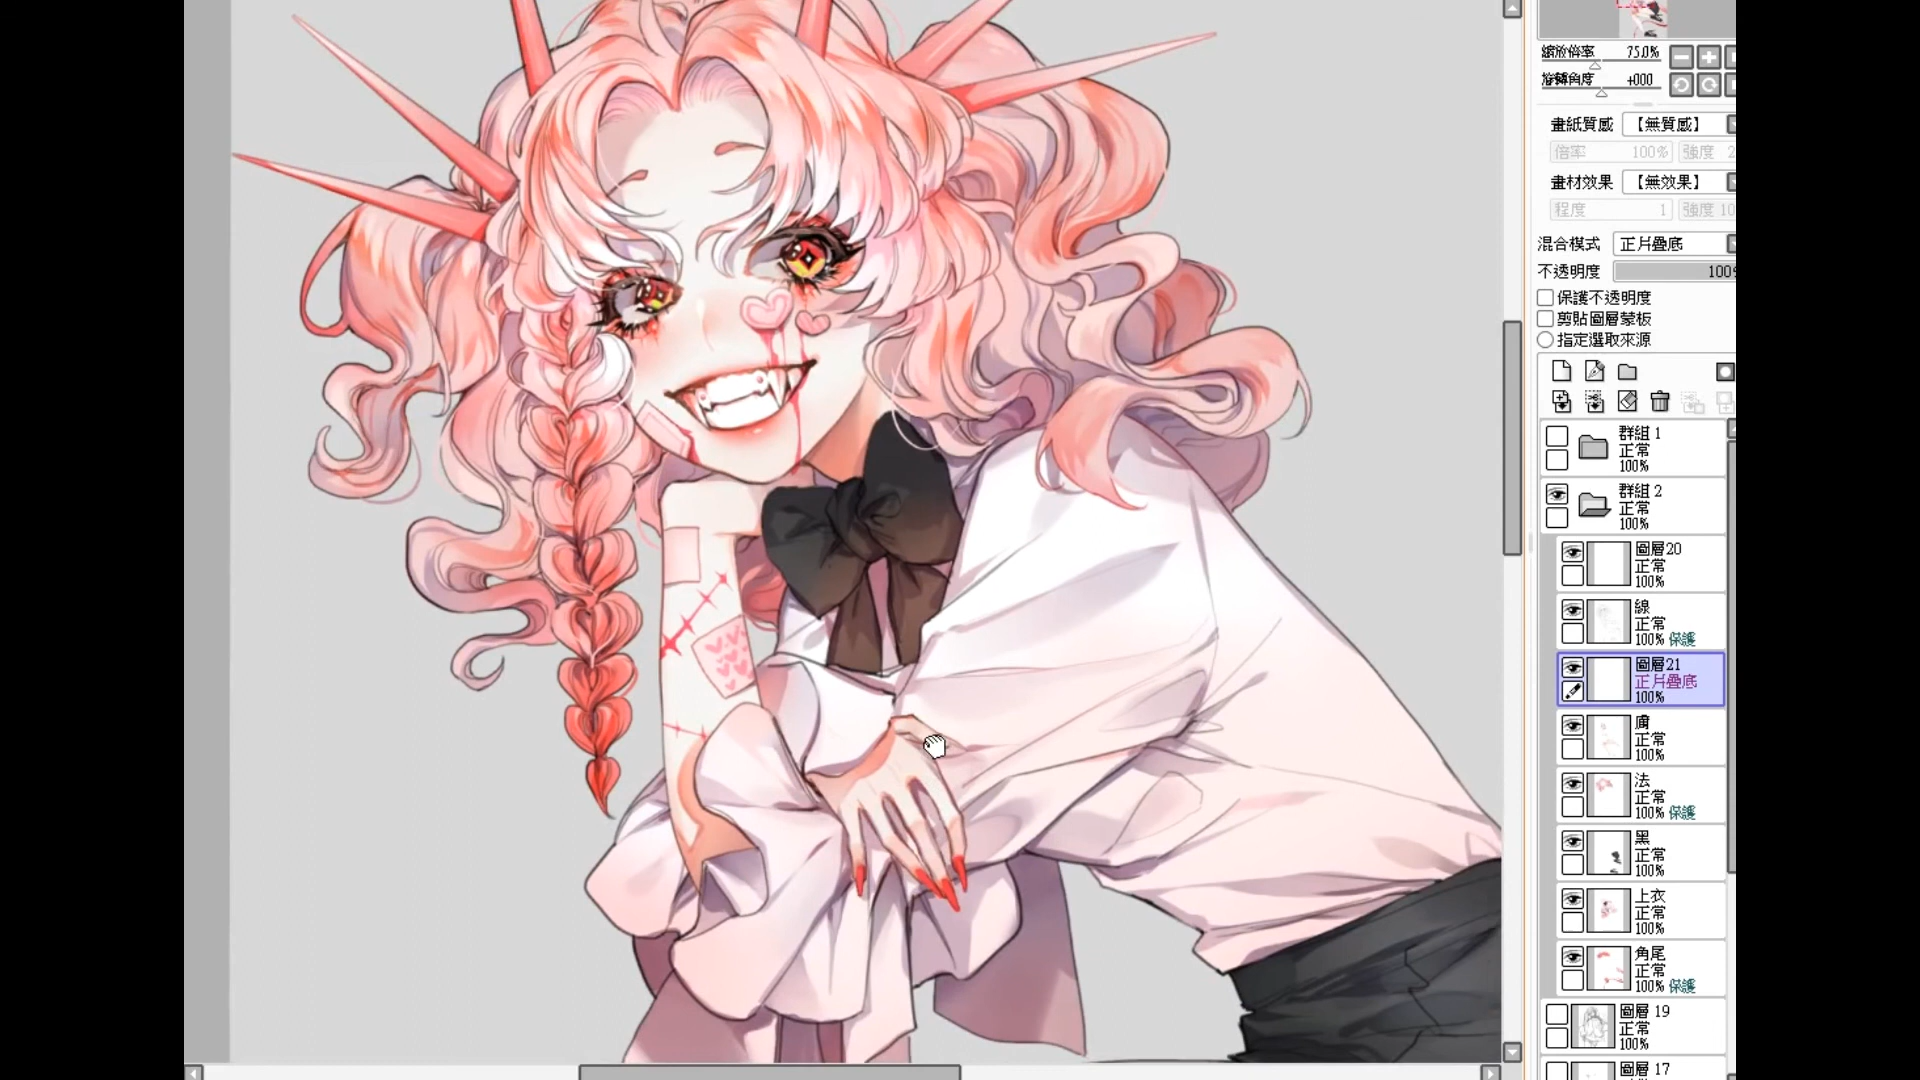 縮放倍率 75.0%
旋轉角度 +000
畫紙質感 【無質感】
倍率 100% 強度 2
畫材效果 【無效果】
程度 1 強度 10
混合模式 正片疊底
不透明度 100%
保護不透明度
剪貼圖層蒙板
指定選取來源
群組 1
正常
100%
群組 2
正常
100%
圖層20
正常
100%
線
正常
100% 保護
圖層21
正片疊底
100%
膚
正常
100%
法
正常
100% 保護
黑
正常
100%
上衣
正常
100%
角尾
正常
100% 保護
圖層 19
正常
100%
圖層 17